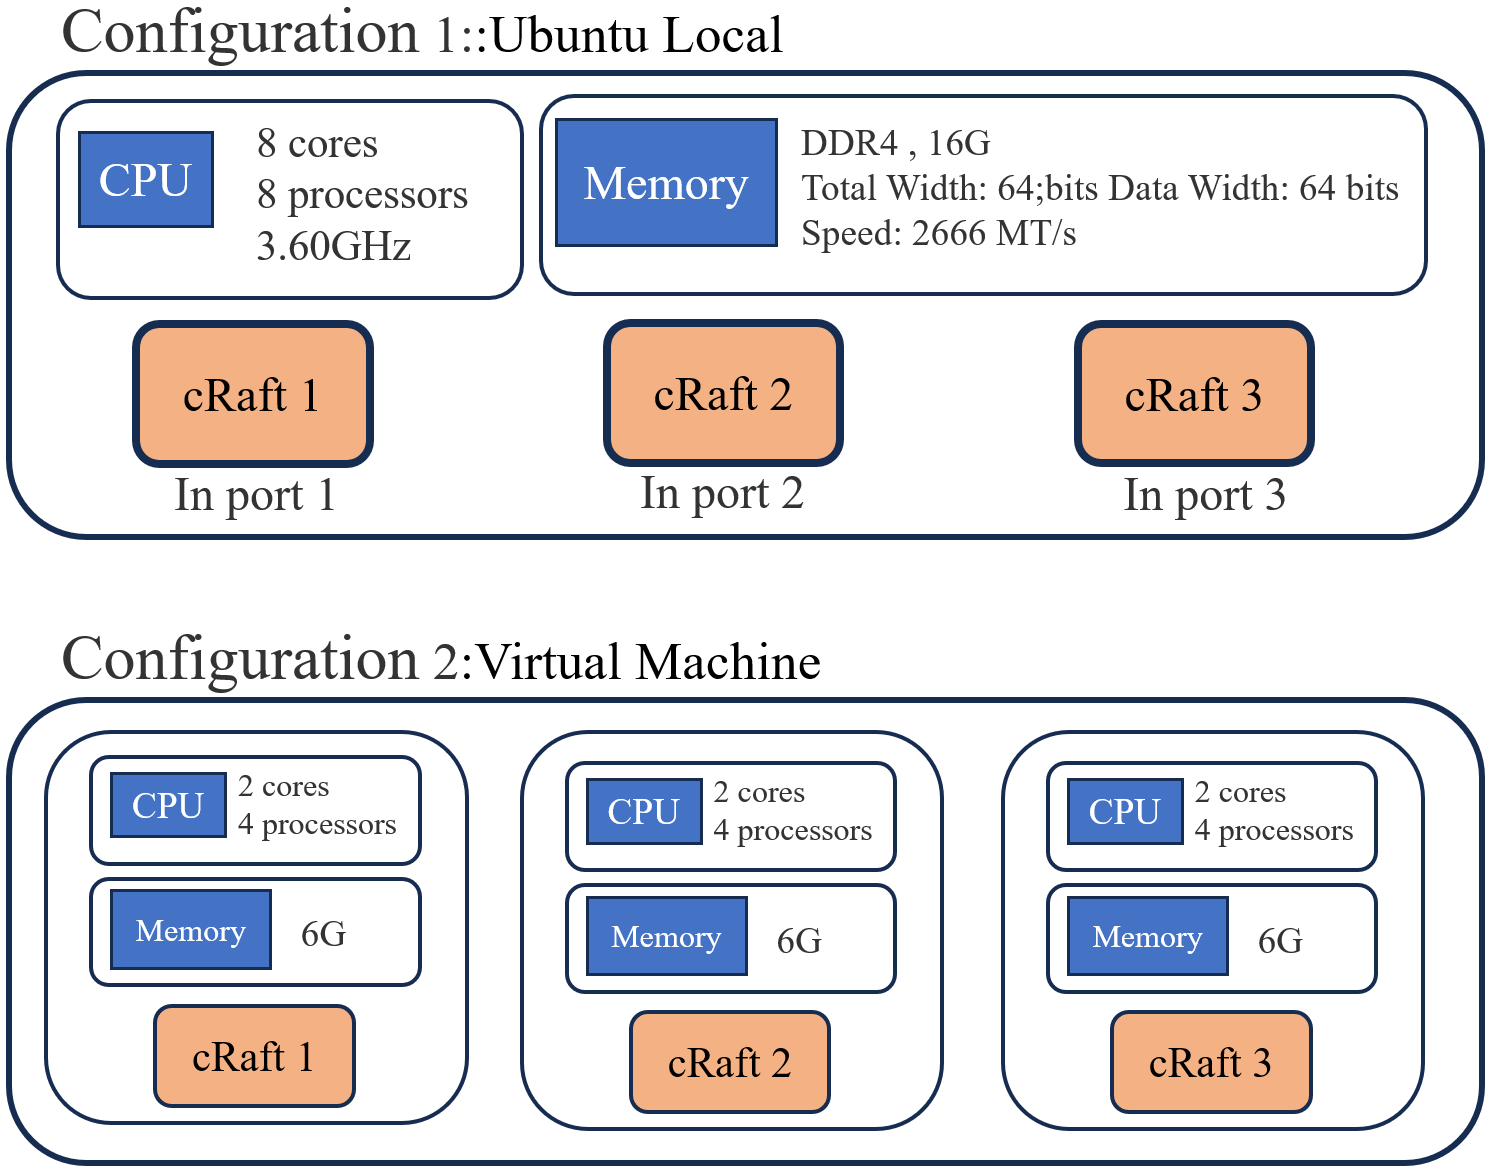 Configuration 1::Ubuntu Local
CPU
8 cores
8 processors
3.60GHz
Memory
DDR4 , 16G
Total Width: 64;bits Data Width: 64 bits
Speed: 2666 MT/s
cRaft 1
cRaft 2
cRaft 3
In port 1
In port 2
In port 3
Configuration 2:Virtual Machine
CPU
2 cores
4 processors
Memory
6G
cRaft 1
CPU
2 cores
4 processors
Memory
6G
cRaft 2
CPU
2 cores
4 processors
Memory
6G
cRaft 3